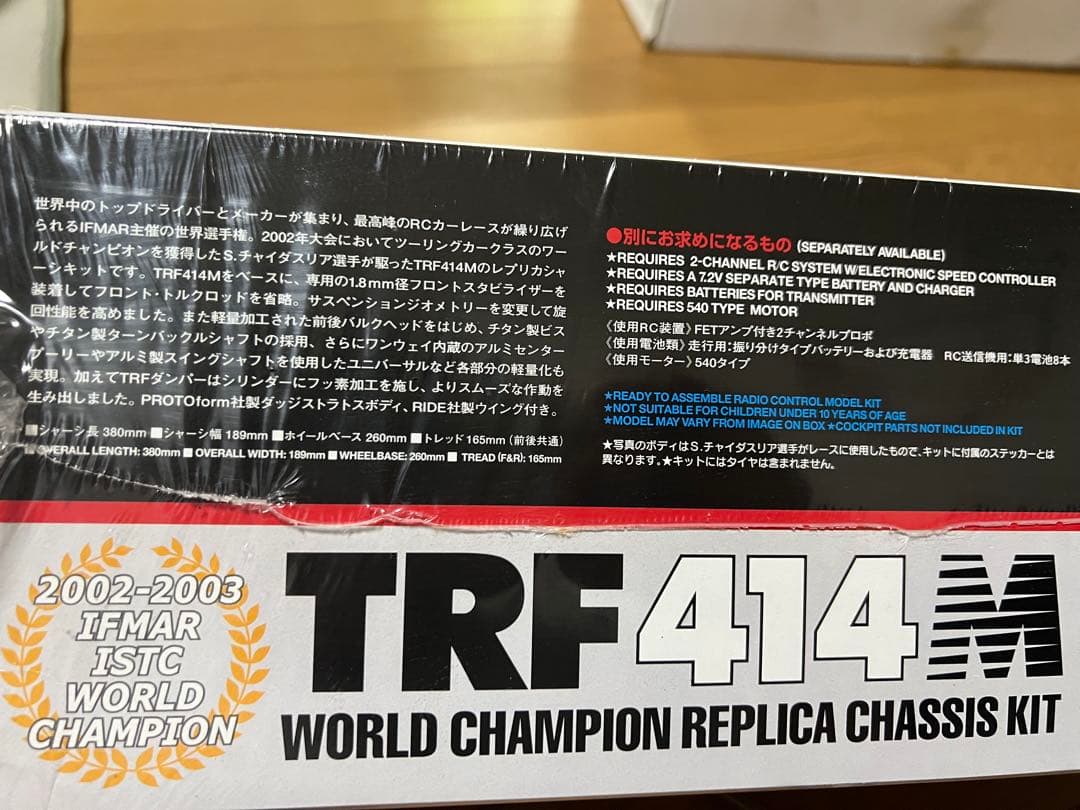 世界中のトップドライバーとメーカーが集まり、最高峰のRCカーレースが繰り広げ
られるIFMAR主催の世界選手権。2002年大会においてツーリングカークラスのワー
ルドチャンピオンを獲得したS.チャイダスリア選手が駆ったTRF414Mのレプリカシャ
ーシキットです。TRF414Mをベースに、専用の1.8mm径フロントスタビライザーを
装着してフロント・トルクロッドを省略。サスペンションジオメトリーを変更して旋
回性能を高めました。また軽量加工された前後バルクヘッドをはじめ、チタン製ビス
やチタン製ターンバックルシャフトの採用、さらにワンウェイ内蔵のアルミセンター
プーリーやアルミ製スイングシャフトを使用したユニバーサルなど各部分の軽量化も
実現。加えてTRFダンパーはシリンダーにフッ素加工を施し、よりスムーズな作動を
生み出しました。PROTOform社製ダッジストラトスボディ、RIDE社製ウイング付き。
■シャーシ長 380mm ■シャーシ幅 189mm ■ホイールベース 260mm ■トレッド 165mm (前後共通)
■OVERALL LENGTH: 380mm ■ OVERALL WIDTH: 189mm ■ WHEELBASE: 260mm ■ TREAD (F&R): 165mm
●別にお求めになるもの (SEPARATELY AVAILABLE)
★REQUIRES 2-CHANNEL R/C SYSTEM W/ELECTRONIC SPEED CONTROLLER
★REQUIRES A 7.2V SEPARATE TYPE BATTERY AND CHARGER
★REQUIRES BATTERIES FOR TRANSMITTER
★REQUIRES 540 TYPE MOTOR
《使用RC装置》FETアンプ付き2チャンネルプロポ
《使用電池類》走行用:振り分けタイプバッテリーおよび充電器 RC送信機用:単3電池8本
《使用モーター》540タイプ
★READY TO ASSEMBLE RADIO CONTROL MODEL KIT
★NOT SUITABLE FOR CHILDREN UNDER 10 YEARS OF AGE
★MODEL MAY VARY FROM IMAGE ON BOX ★COCKPIT PARTS NOT INCLUDED IN KIT
★写真のボディはS.チャイダスリア選手がレースに使用したもので、キットに付属のステッカーとは
異なります。★キットにはタイヤは含まれません。
2002-2003
IFMAR
ISTC
WORLD
CHAMPION
TRF 414 M
WORLD CHAMPION REPLICA CHASSIS KIT